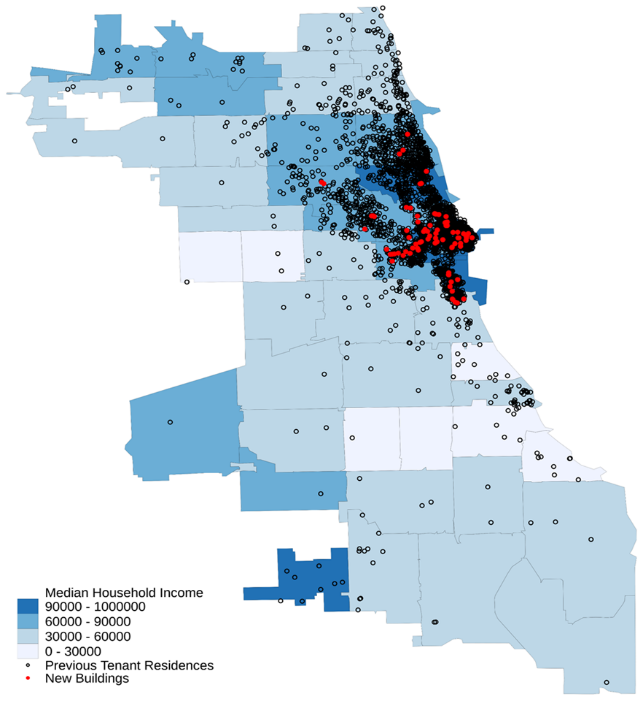 Median Household Income
90000 - 1000000
60000 - 90000
30000 - 60000
0 - 30000
Previous Tenant Residences
New Buildings